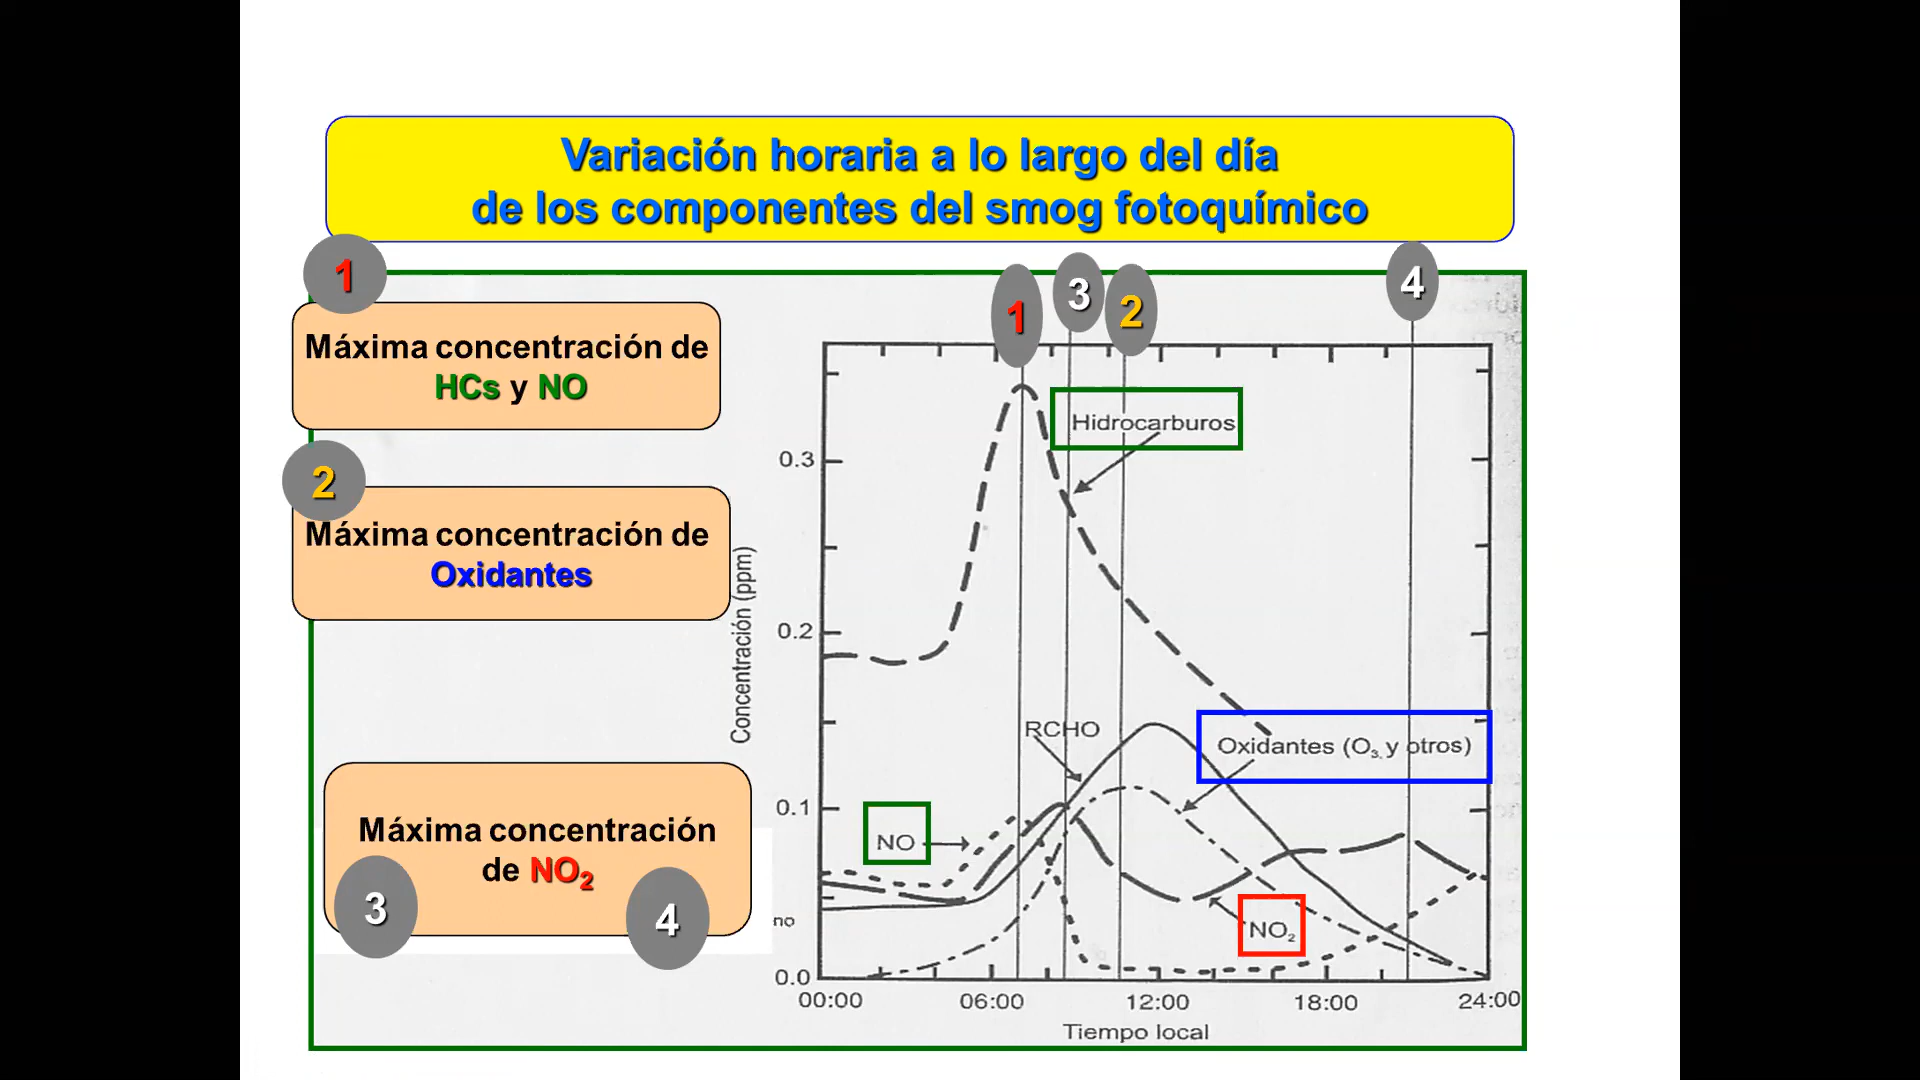 Variación horaria a lo largo del día
de los componentes del smog fotoquímico
1
Máxima concentración de
HCs y NO
2
Máxima concentración de
Oxidantes
Máxima concentración
de NO₂
3
4
1
3
2
4
Hidrocarburos
RCHO
Oxidantes (O₃, y otros)
NO
NO₂
Concentración (ppm)
0.3
0.2
0.1
no
0.0
00:00
06:00
12:00
18:00
24:00
Tiempo local